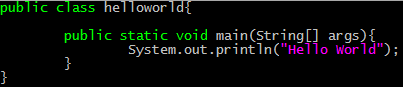 public class helloworld{
public static void main(String[] args){
System.out.println("Hello World");
}
}